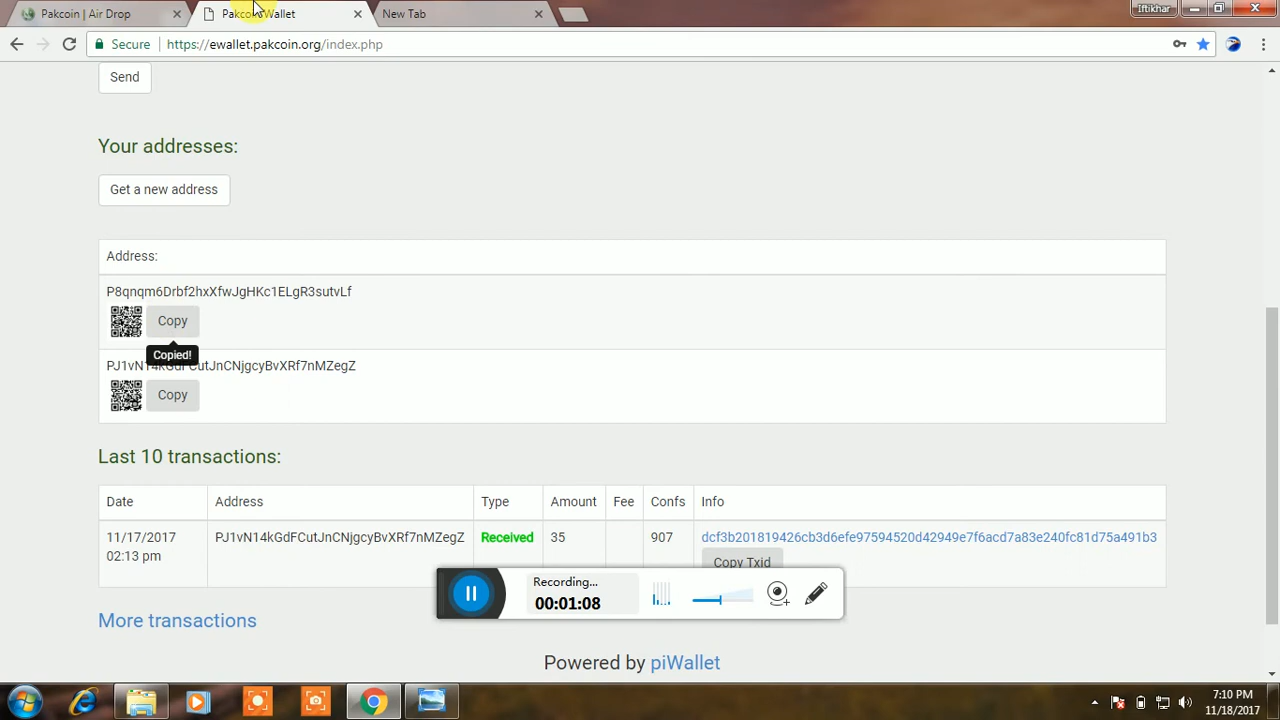 Pakcoin | Air Drop
Pakcoin Wallet
New Tab
Iftikhar
Secure
https://ewallet.pakcoin.org/index.php
Send
Your addresses:
Get a new address
Address:
P8qnqm6Drbf2hxXfwJgHKc1ELgR3sutvLf
Copy
Copied!
PJ1vN14kGdFCutJnCNjgcyBvXRf7nMZegZ
Copy
Last 10 transactions:
Date Address Type Amount Fee Confs Info
11/17/2017 PJ1vN14kGdFCutJnCNjgcyBvXRf7nMZegZ Received 35 907 dcf3b201819426cb3d6efe97594520d42949e7f6acd7a83e240fc81d75a491b3
02:13 pm
Copy Txid
Recording...
00:01:08
More transactions
Powered by piWallet
7:10 PM
11/18/2017